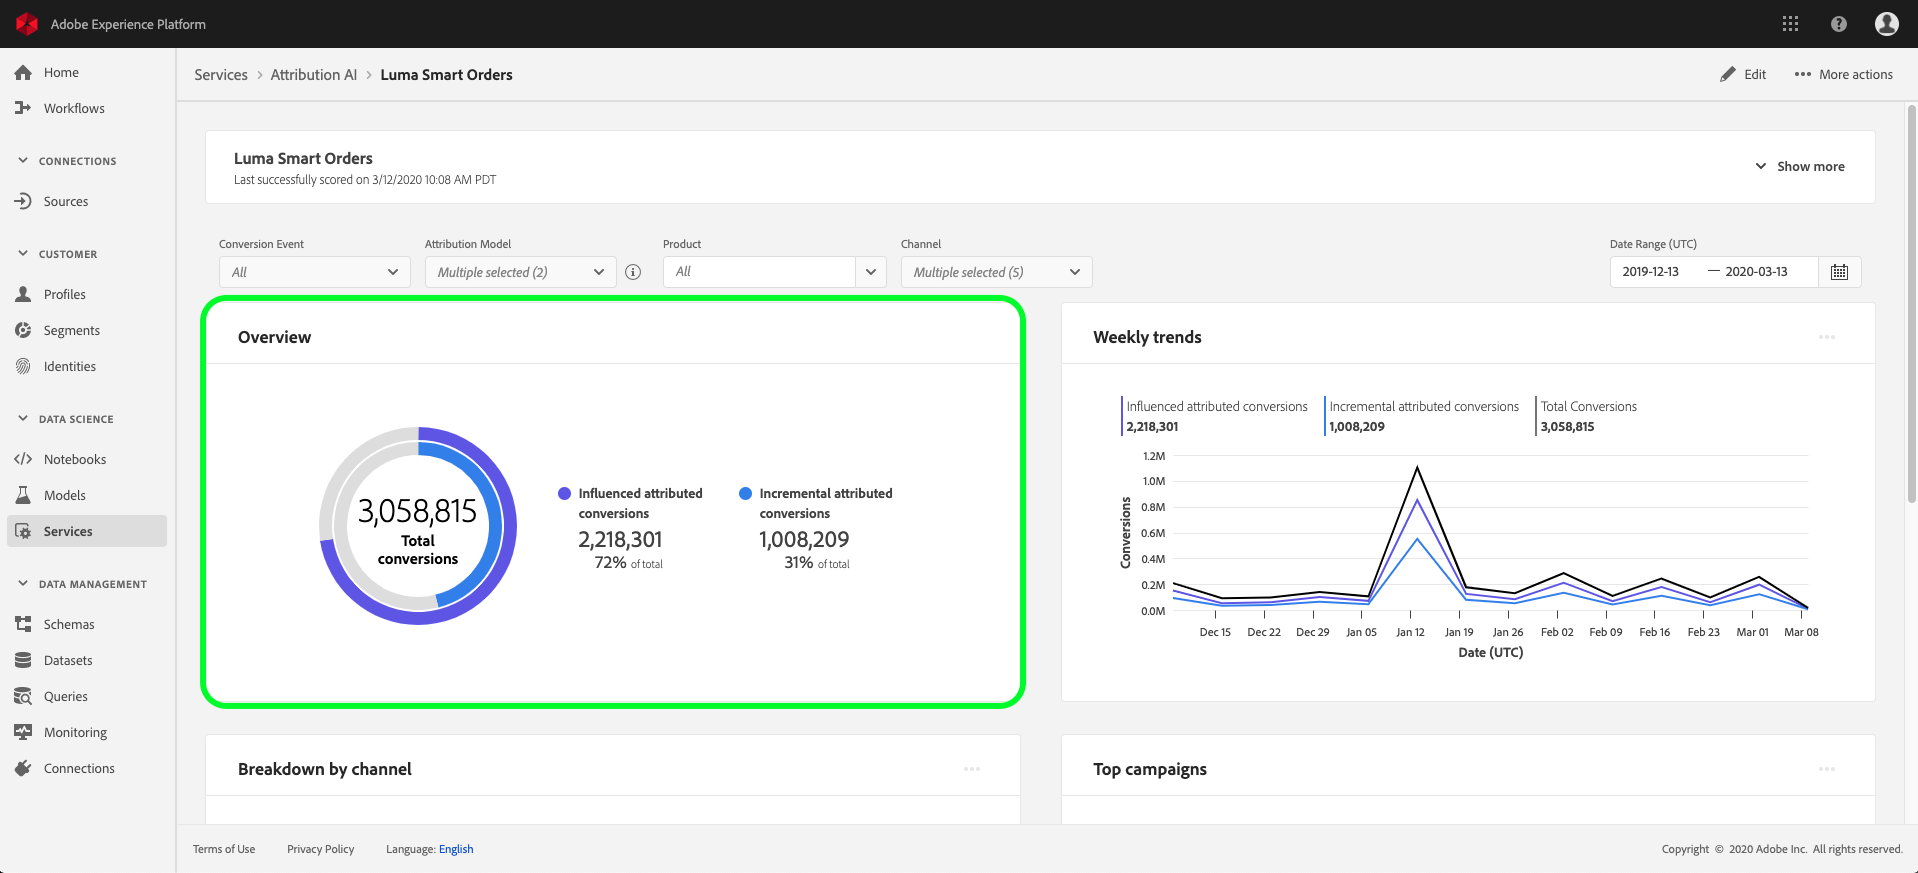 Adobe Experience Platform
Home
Workflows
CONNECTIONS
Sources
CUSTOMER
Profiles
Segments
Identities
DATA SCIENCE
Notebooks
Models
Services
DATA MANAGEMENT
Schemas
Datasets
Queries
Monitoring
Connections
Services > Attribution AI > Luma Smart Orders
Edit
More actions
Luma Smart Orders
Last successfully scored on 3/12/2020 10:08 AM PDT
Show more
Conversion Event
All
Attribution Model
Multiple selected (2)
Product
All
Channel
Multiple selected (5)
Date Range (UTC)
2019-12-13 — 2020-03-13
Overview
3,058,815
Total
conversions
Influenced attributed
conversions
2,218,301
72% of total
Incremental attributed
conversions
1,008,209
31% of total
Weekly trends
Influenced attributed conversions
2,218,301
Incremental attributed conversions
1,008,209
Total Conversions
3,058,815
Conversions
1.2M
1.0M
0.8M
0.6M
0.4M
0.2M
0.0M
Dec 15 Dec 22 Dec 29 Jan 05 Jan 12 Jan 19 Jan 26 Feb 02 Feb 09 Feb 16 Feb 23 Mar 01 Mar 08
Date (UTC)
Breakdown by channel
Top campaigns
Terms of Use
Privacy Policy
Language: English
Copyright © 2020 Adobe Inc. All rights reserved.